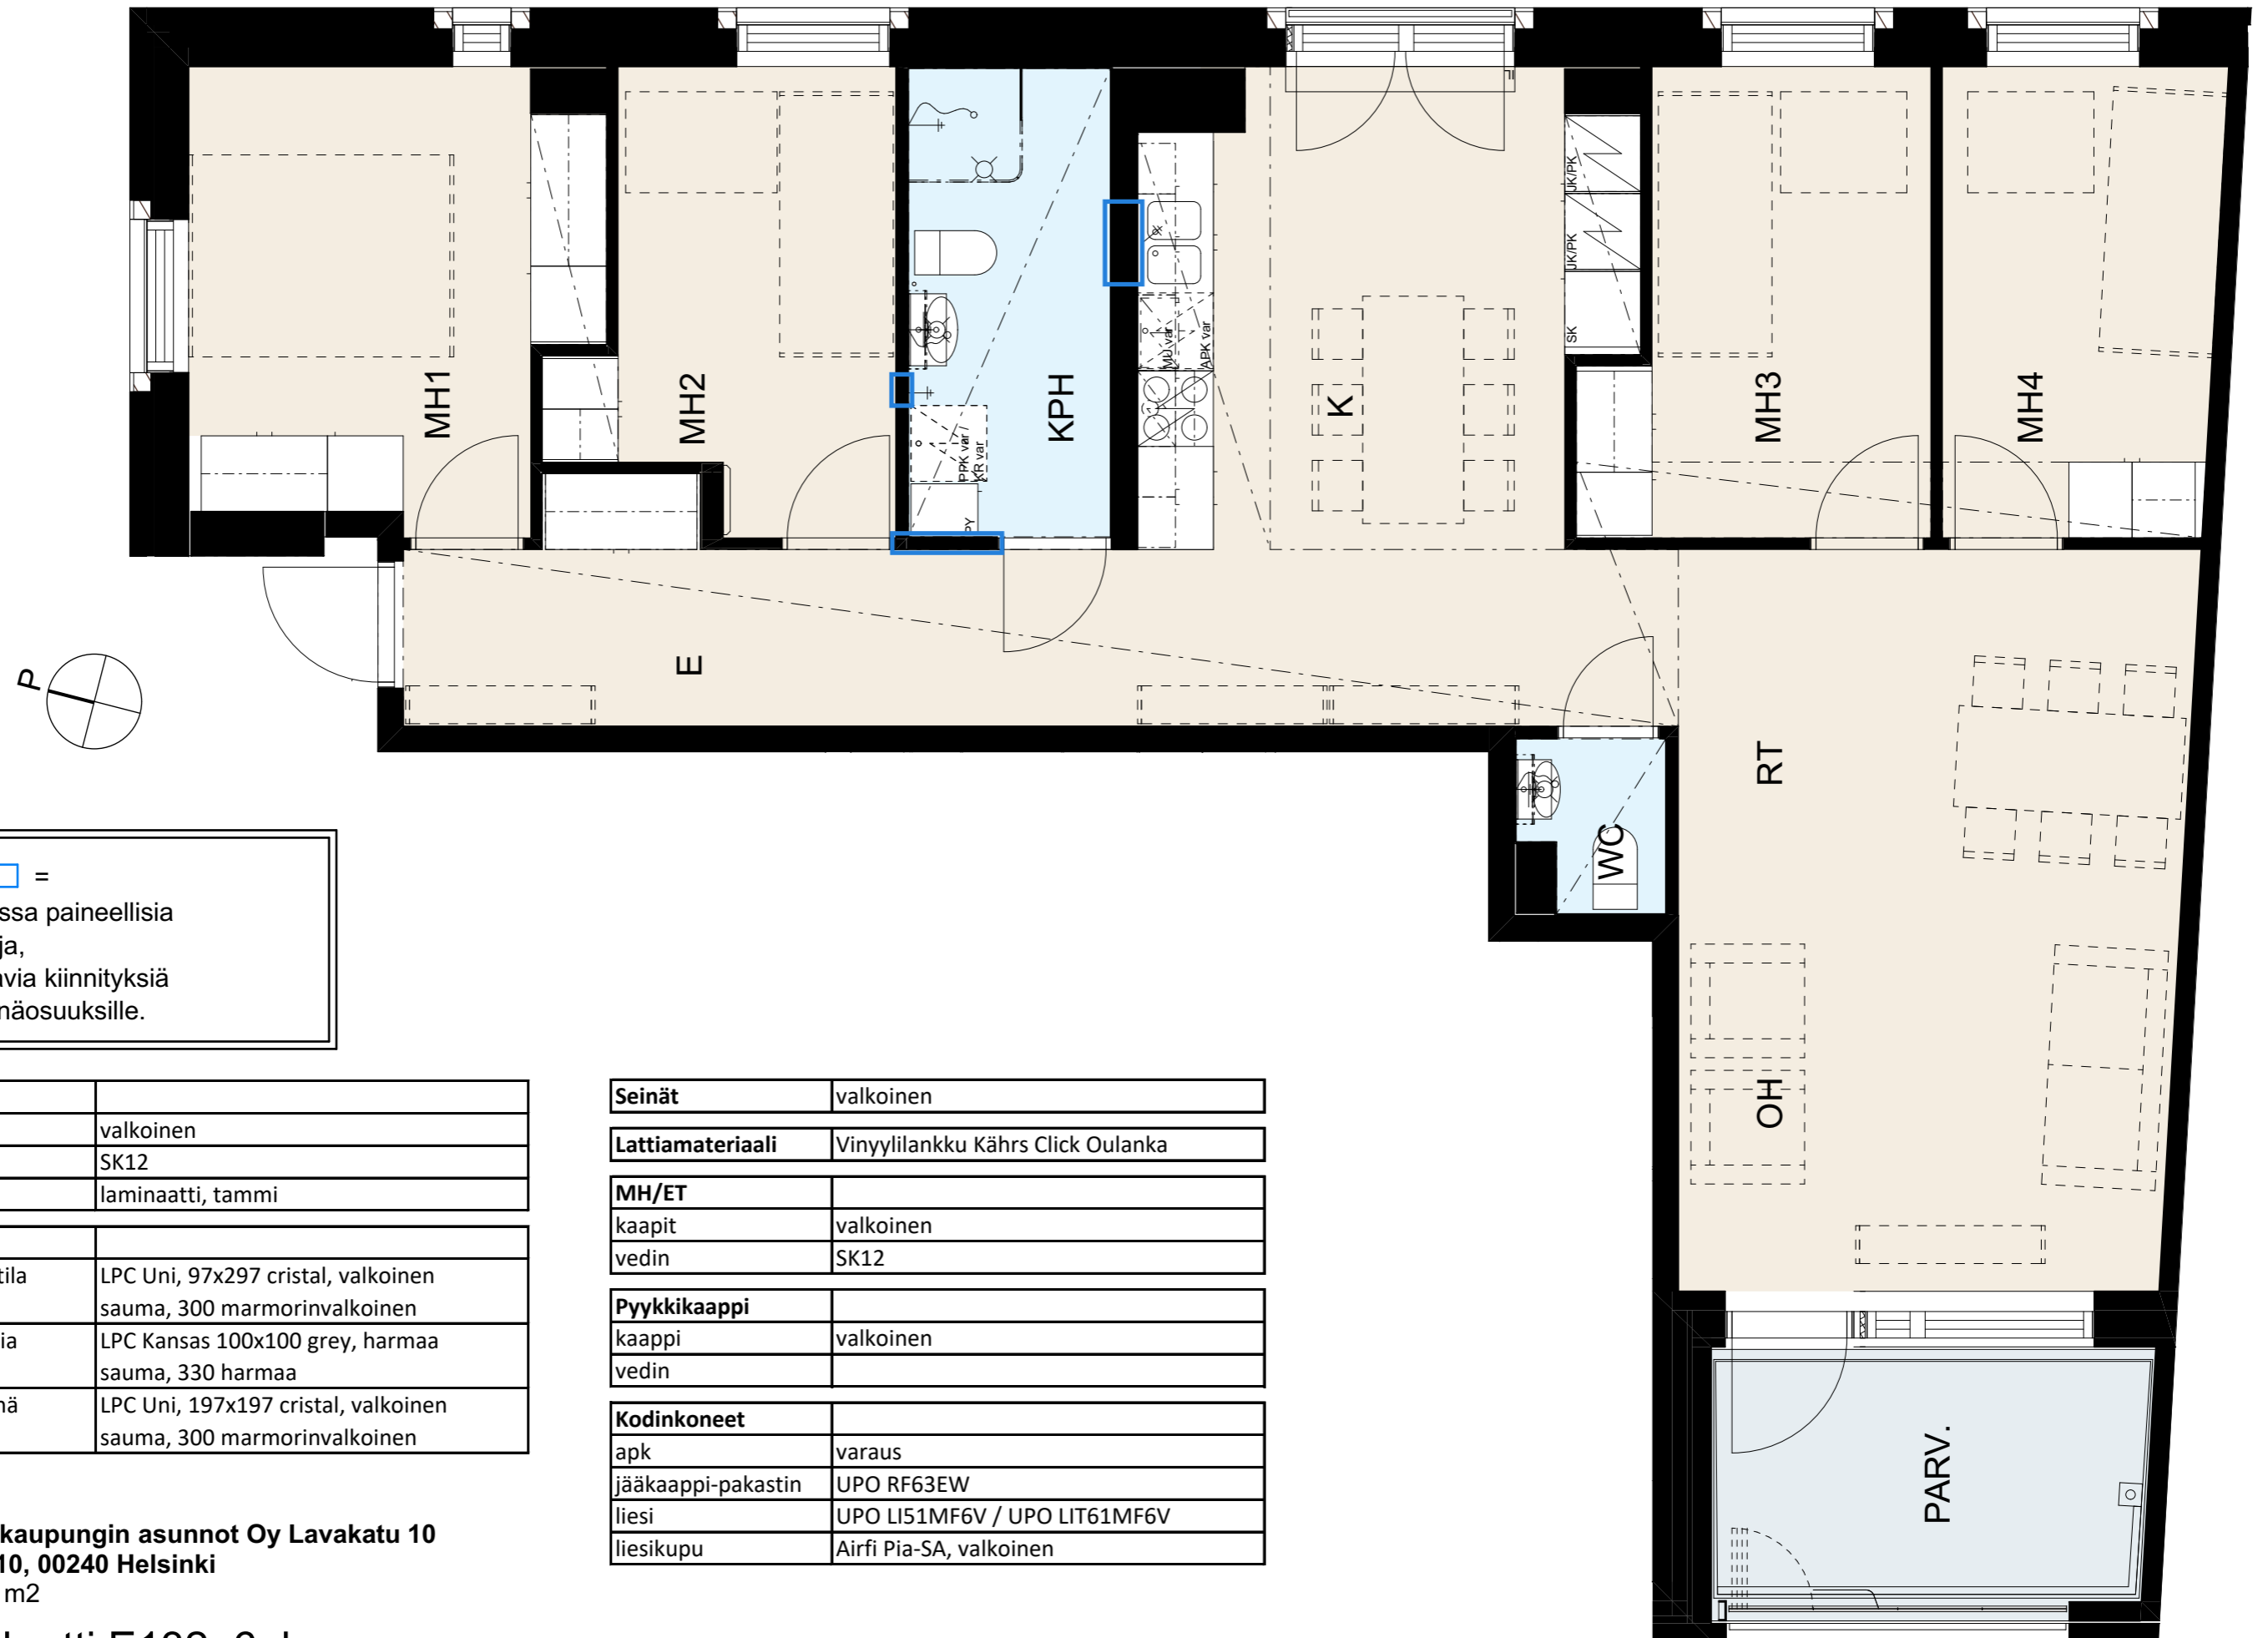 MH1
MH2
KPH
K
MH3
MH4
PPK var
KR var
PY
MU var
APK var
JK/PK
JK/PK
SK
E
P
RT
WC
OH
PARV.
=
ssa paineellisia
ja,
avia kiinnityksiä
näosuuksille.
valkoinen
SK12
laminaatti, tammi
tila LPC Uni, 97x297 cristal, valkoinen
sauma, 300 marmorinvalkoinen
ia LPC Kansas 100x100 grey, harmaa
sauma, 330 harmaa
nä LPC Uni, 197x197 cristal, valkoinen
sauma, 300 marmorinvalkoinen
Seinät valkoinen
Lattiamateriaali Vinyylilankku Kährs Click Oulanka
MH/ET
kaapit valkoinen
vedin SK12
Pyykkikaappi
kaappi valkoinen
vedin
Kodinkoneet
apk varaus
jääkaappi-pakastin UPO RF63EW
liesi UPO LI51MF6V / UPO LIT61MF6V
liesikupu Airfi Pia-SA, valkoinen
kaupungin asunnot Oy Lavakatu 10
10, 00240 Helsinki
m2